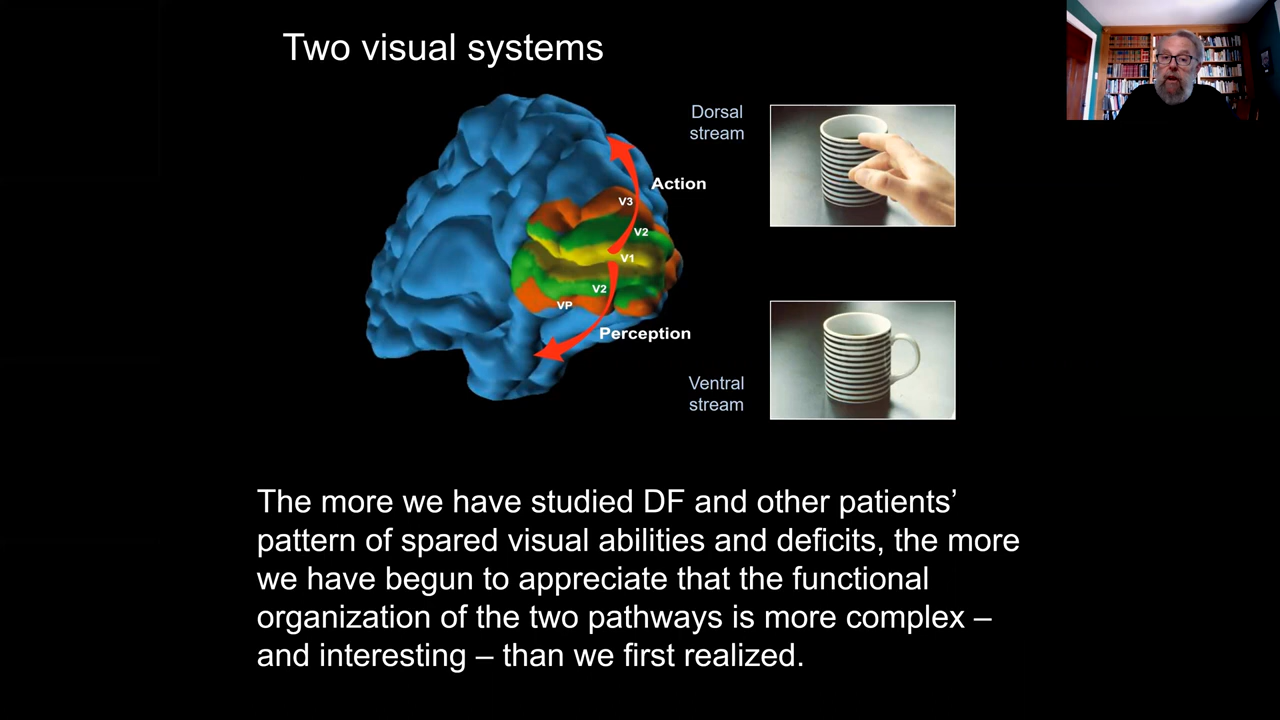 Two visual systems
Dorsal
stream
Action
V3
V2
V1
V2
VP
Perception
Ventral
stream
The more we have studied DF and other patients’
pattern of spared visual abilities and deficits, the more
we have begun to appreciate that the functional
organization of the two pathways is more complex –
and interesting – than we first realized.